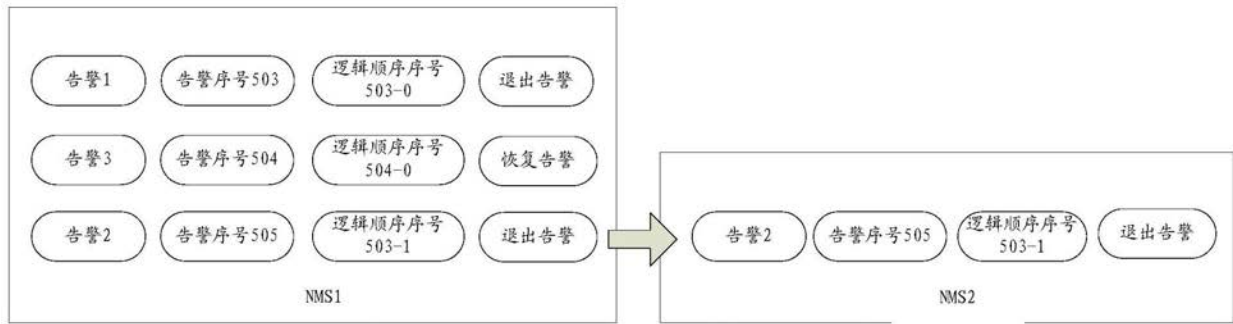 告警1
告警序号503
逻辑顺序序号
503-0
退出告警
告警3
告警序号504
逻辑顺序序号
504-0
恢复告警
告警2
告警序号505
逻辑顺序序号
503-1
退出告警
NMS1
告警2
告警序号505
逻辑顺序序号
503-1
退出告警
NMS2